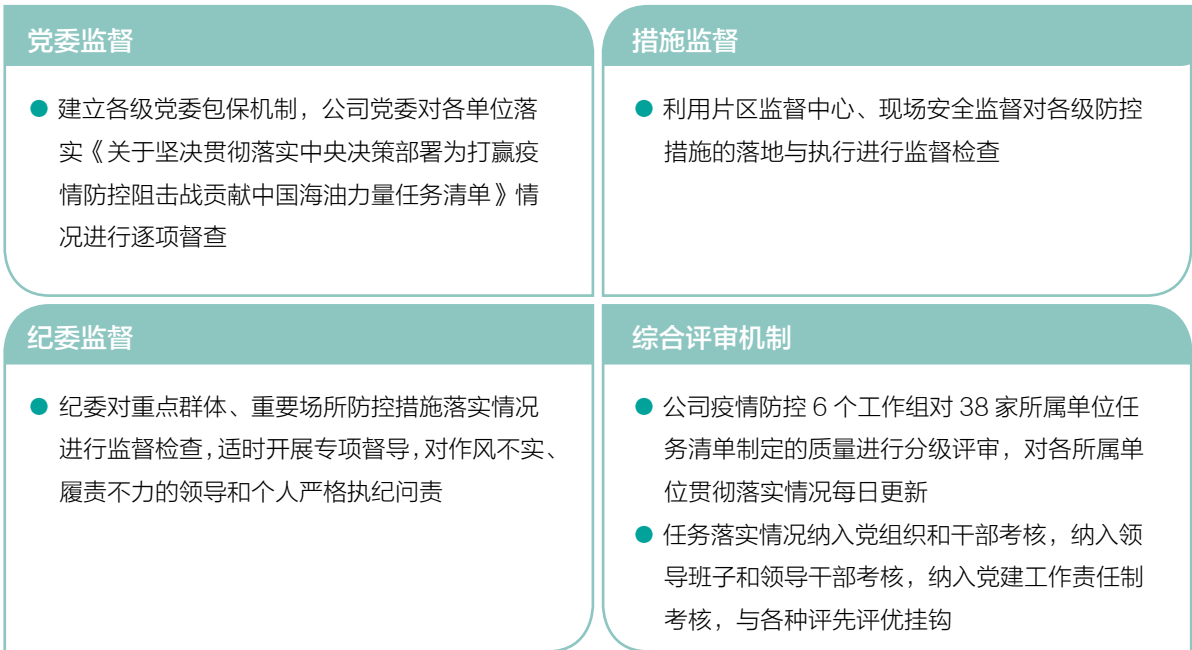 党委监督
● 建立各级党委包保机制，公司党委对各单位落
实《关于坚决贯彻落实中央决策部署为打赢疫
情防控阻击战贡献中国海油力量任务清单》情
况进行逐项督查
措施监督
● 利用片区监督中心、现场安全监督对各级防控
措施的落地与执行进行监督检查
纪委监督
● 纪委对重点群体、重要场所防控措施落实情况
进行监督检查，适时开展专项督导，对作风不实、
履责不力的领导和个人严格执纪问责
综合评审机制
● 公司疫情防控 6 个工作组对 38 家所属单位任
务清单制定的质量进行分级评审，对各所属单
位贯彻落实情况每日更新
● 任务落实情况纳入党组织和干部考核，纳入领
导班子和领导干部考核，纳入党建工作责任制
考核，与各种评先评优挂钩